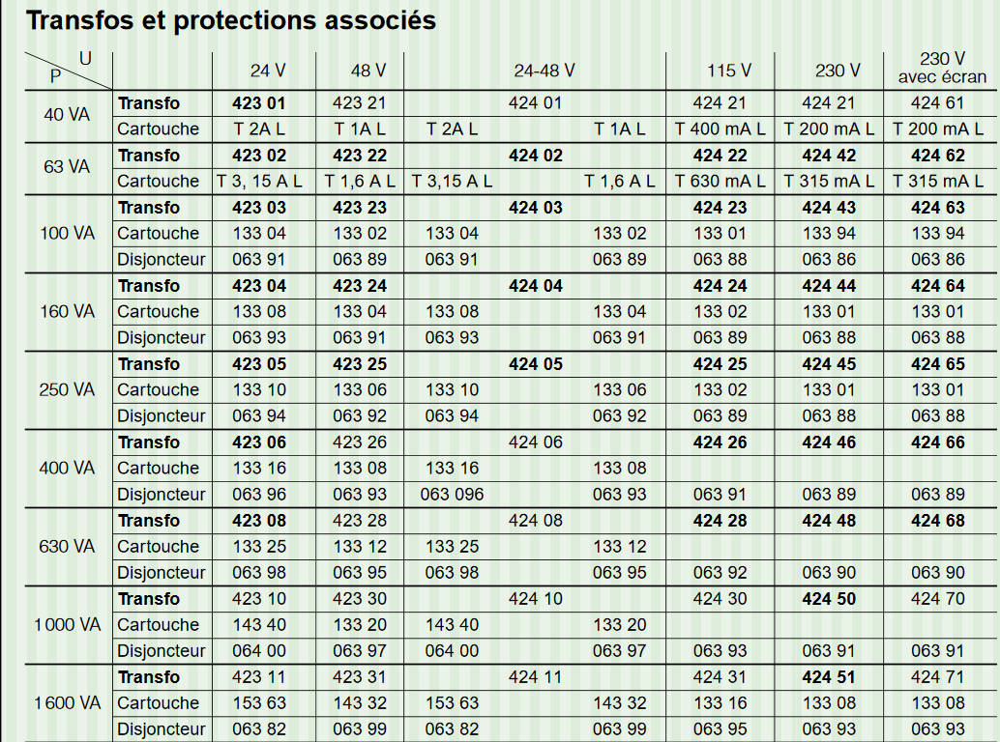 Transfos et protections associés
U
P
24 V 48 V 24-48 V 115 V 230 V 230 V avec écran
40 VA Transfo 423 01 423 21 424 01 424 21 424 21 424 61
Cartouche T 2A L T 1A L T 2A L T 1A L T 400 mA L T 200 mA L T 200 mA L
63 VA Transfo 423 02 423 22 424 02 424 22 424 42 424 62
Cartouche T 3, 15 A L T 1,6 A L T 3,15 A L T 1,6 A L T 630 mA L T 315 mA L T 315 mA L
100 VA Transfo 423 03 423 23 424 03 424 23 424 43 424 63
Cartouche 133 04 133 02 133 04 133 02 133 01 133 94 133 94
Disjoncteur 063 91 063 89 063 91 063 89 063 88 063 86 063 86
160 VA Transfo 423 04 423 24 424 04 424 24 424 44 424 64
Cartouche 133 08 133 04 133 08 133 04 133 02 133 01 133 01
Disjoncteur 063 93 063 91 063 93 063 91 063 89 063 88 063 88
250 VA Transfo 423 05 423 25 424 05 424 25 424 45 424 65
Cartouche 133 10 133 06 133 10 133 06 133 02 133 01 133 01
Disjoncteur 063 94 063 92 063 94 063 92 063 89 063 88 063 88
400 VA Transfo 423 06 423 26 424 06 424 26 424 46 424 66
Cartouche 133 16 133 08 133 16 133 08
Disjoncteur 063 96 063 93 063 096 063 93 063 91 063 89 063 89
630 VA Transfo 423 08 423 28 424 08 424 28 424 48 424 68
Cartouche 133 25 133 12 133 25 133 12
Disjoncteur 063 98 063 95 063 98 063 95 063 92 063 90 063 90
1 000 VA Transfo 423 10 423 30 424 10 424 30 424 50 424 70
Cartouche 143 40 133 20 143 40 133 20
Disjoncteur 064 00 063 97 064 00 063 97 063 93 063 91 063 91
1 600 VA Transfo 423 11 423 31 424 11 424 31 424 51 424 71
Cartouche 153 63 143 32 153 63 143 32 133 16 133 08 133 08
Disjoncteur 063 82 063 99 063 82 063 99 063 95 063 93 063 93